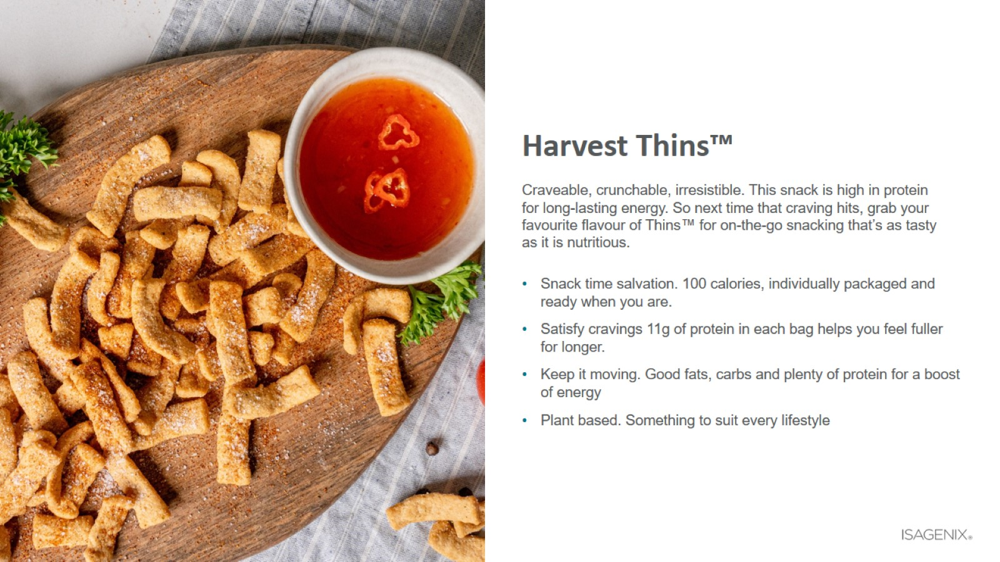 Harvest Thins™
Craveable, crunchable, irresistible. This snack is high in protein
for long-lasting energy. So next time that craving hits, grab your
favourite flavour of Thins™ for on-the-go snacking that’s as tasty
as it is nutritious.
• Snack time salvation. 100 calories, individually packaged and
ready when you are.
• Satisfy cravings 11g of protein in each bag helps you feel fuller
for longer.
• Keep it moving. Good fats, carbs and plenty of protein for a boost
of energy
• Plant based. Something to suit every lifestyle
ISAGENIX®